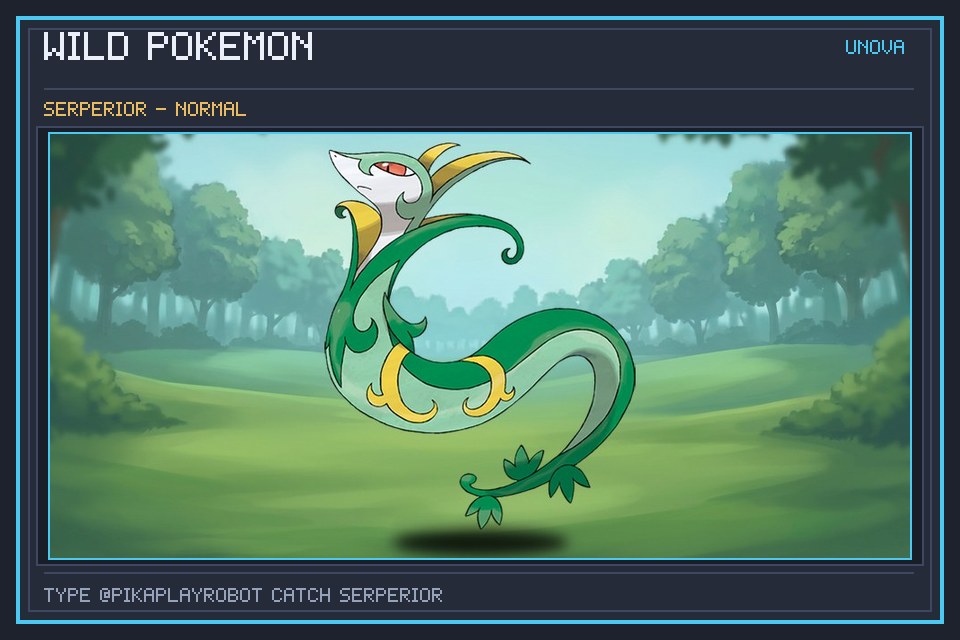 WILD POKEMON
UNOVA
SERPERIOR - NORMAL
TYPE @PIKAPLAYROBOT CATCH SERPERIOR